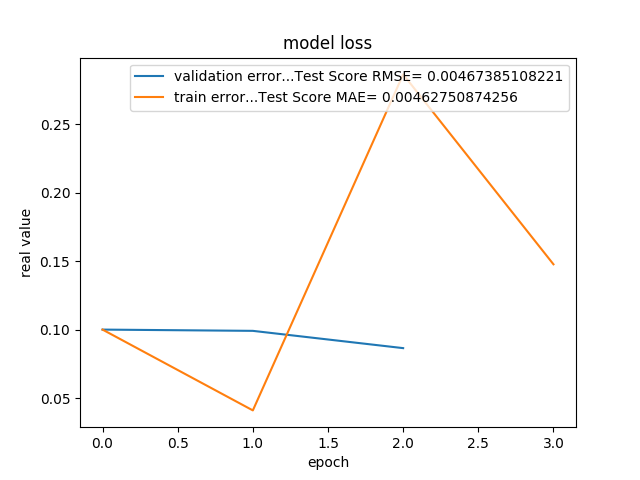 model loss
validation error...Test Score RMSE= 0.00467385108221
train error...Test Score MAE= 0.00462750874256
0.25
0.20
0.15
0.10
0.05
real value
0.0 0.5 1.0 1.5 2.0 2.5 3.0
epoch